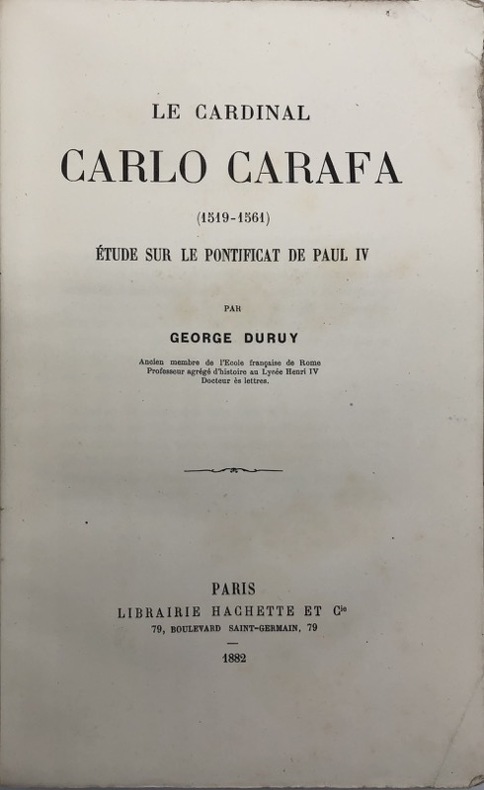 LE CARDINAL
CARLO CARAFA
(1519-1561)
ÉTUDE SUR LE PONTIFICAT DE PAUL IV
PAR
GEORGE DURUY
Ancien membre de l'Ecole française de Rome
Professeur agrégé d'histoire au Lycée Henri IV
Docteur ès lettres.
PARIS
LIBRAIRIE HACHETTE ET Cie
79, BOULEVARD SAINT-GERMAIN, 79
1882